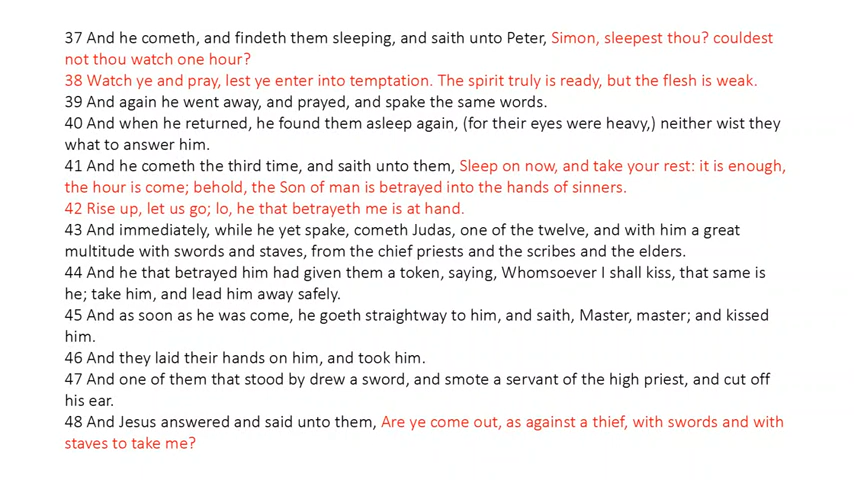 37 And he cometh, and findeth them sleeping, and saith unto Peter, Simon, sleepest thou? couldest
not thou watch one hour?
38 Watch ye and pray, lest ye enter into temptation. The spirit truly is ready, but the flesh is weak.
39 And again he went away, and prayed, and spake the same words.
40 And when he returned, he found them asleep again, (for their eyes were heavy,) neither wist they
what to answer him.
41 And he cometh the third time, and saith unto them, Sleep on now, and take your rest: it is enough,
the hour is come; behold, the Son of man is betrayed into the hands of sinners.
42 Rise up, let us go; lo, he that betrayeth me is at hand.
43 And immediately, while he yet spake, cometh Judas, one of the twelve, and with him a great
multitude with swords and staves, from the chief priests and the scribes and the elders.
44 And he that betrayed him had given them a token, saying, Whomsoever I shall kiss, that same is
he; take him, and lead him away safely.
45 And as soon as he was come, he goeth straightway to him, and saith, Master, master; and kissed
him.
46 And they laid their hands on him, and took him.
47 And one of them that stood by drew a sword, and smote a servant of the high priest, and cut off
his ear.
48 And Jesus answered and said unto them, Are ye come out, as against a thief, with swords and with
staves to take me?